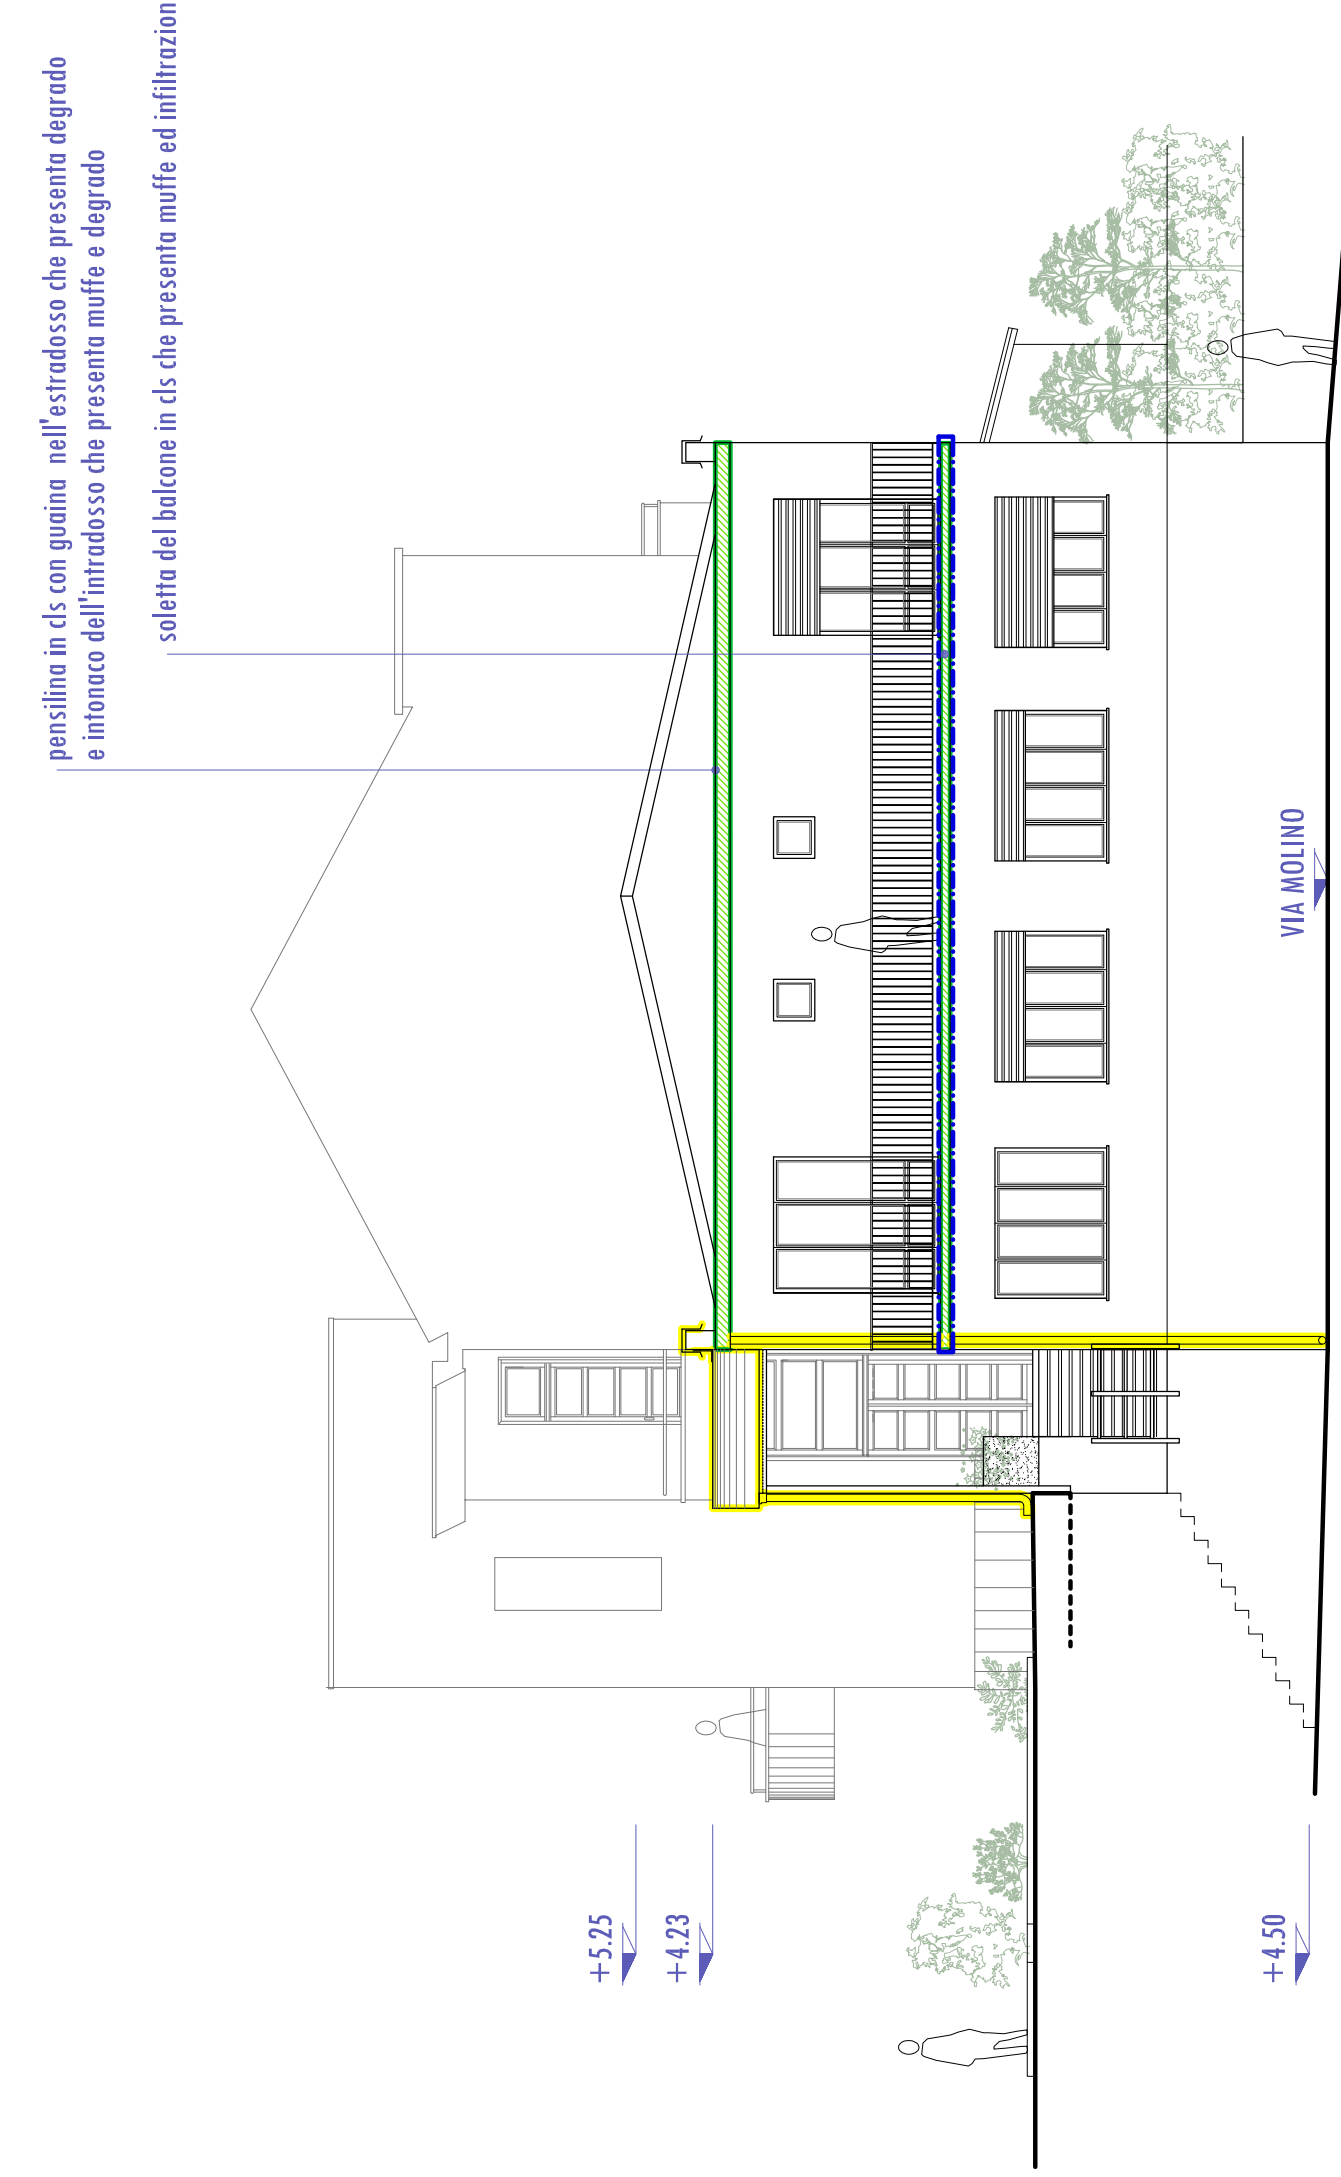 pensilina in cls con guaina nell'estradosso che presenta degrado
e intonaco dell'intradosso che presenta muffe e degrado
soletta del balcone in cls che presenta muffe ed infiltrazion
VIA MOLINO
+5.25
+4.23
+4.50